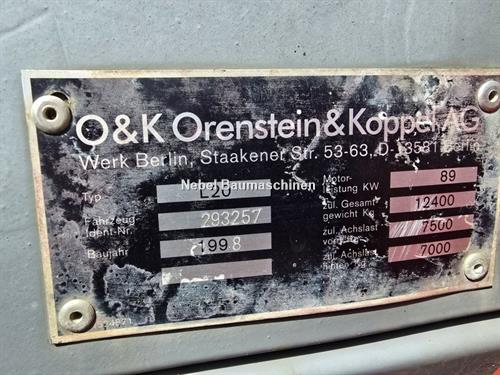 O&K Orenstein & Koppel AG
Werk Berlin, Staakener Str. 53-63, D-13581 Berlin
Nebel Baumaschinen
Typ L20
Fahrzeug-
Ident-Nr. 293257
Baujahr 1998
Motor-
leistung KW 89
zul. Gesamt-
gewicht Kg 12400
zul. Achslast
vorn Kg 7500
zul. Achslast
hinten Kg 7000